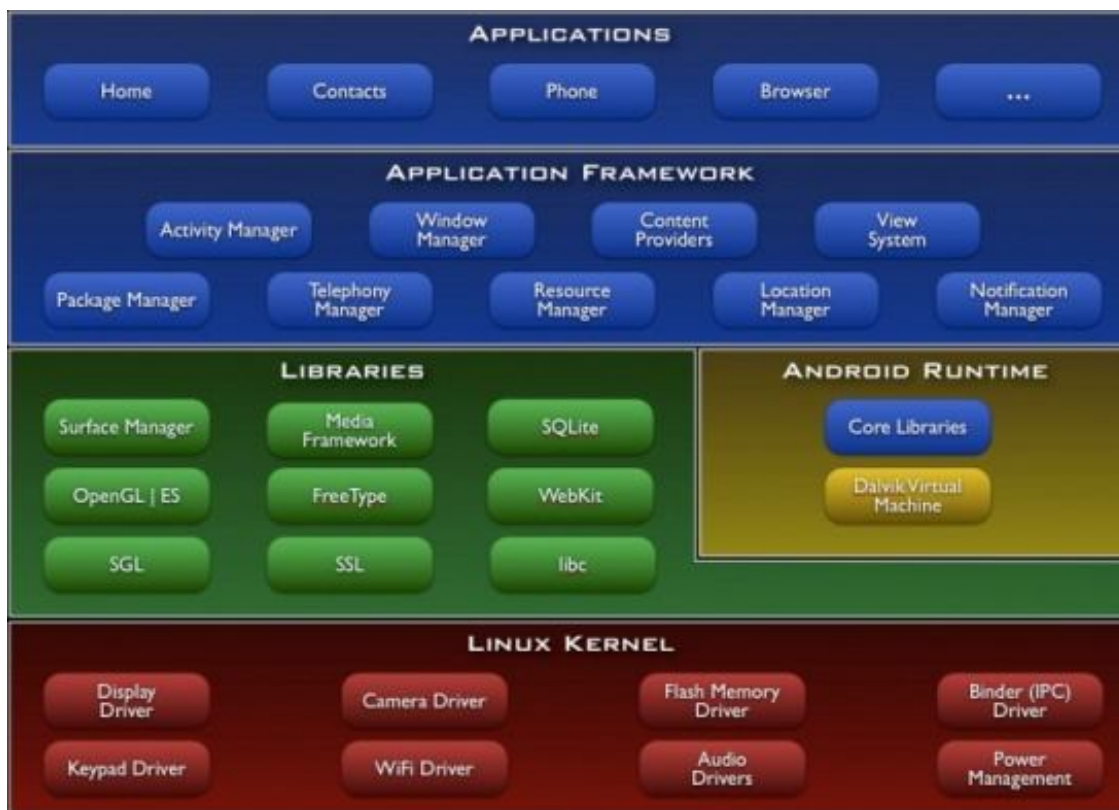 APPLICATIONS
Home
Contacts
Phone
Browser
...
APPLICATION FRAMEWORK
Activity Manager
Window
Manager
Content
Providers
View
System
Package Manager
Telephony
Manager
Resource
Manager
Location
Manager
Notification
Manager
LIBRARIES
Surface Manager
Media
Framework
SQLite
OpenGL | ES
FreeType
WebKit
SGL
SSL
libc
ANDROID RUNTIME
Core Libraries
Dalvik Virtual
Machine
LINUX KERNEL
Display
Driver
Camera Driver
Flash Memory
Driver
Binder (IPC)
Driver
Keypad Driver
WiFi Driver
Audio
Drivers
Power
Management